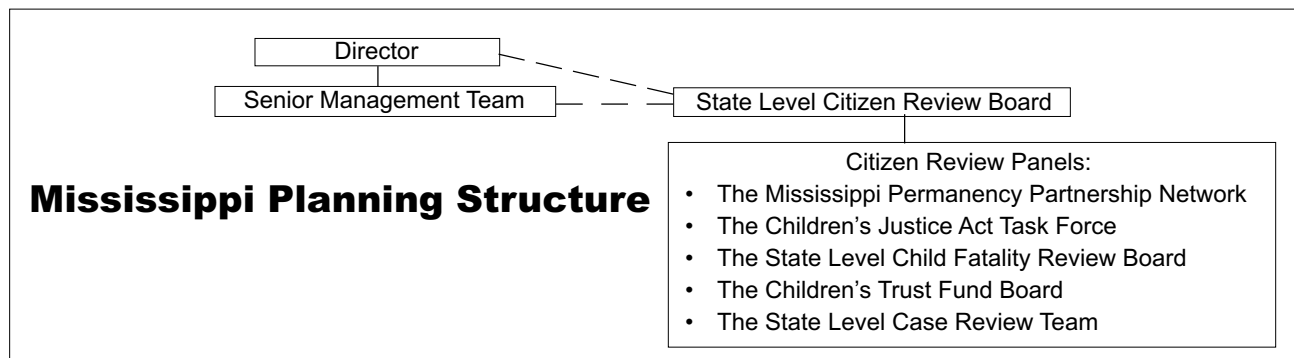 Director
Senior Management Team
State Level Citizen Review Board
Mississippi Planning Structure
Citizen Review Panels:
• The Mississippi Permanency Partnership Network
• The Children's Justice Act Task Force
• The State Level Child Fatality Review Board
• The Children's Trust Fund Board
• The State Level Case Review Team